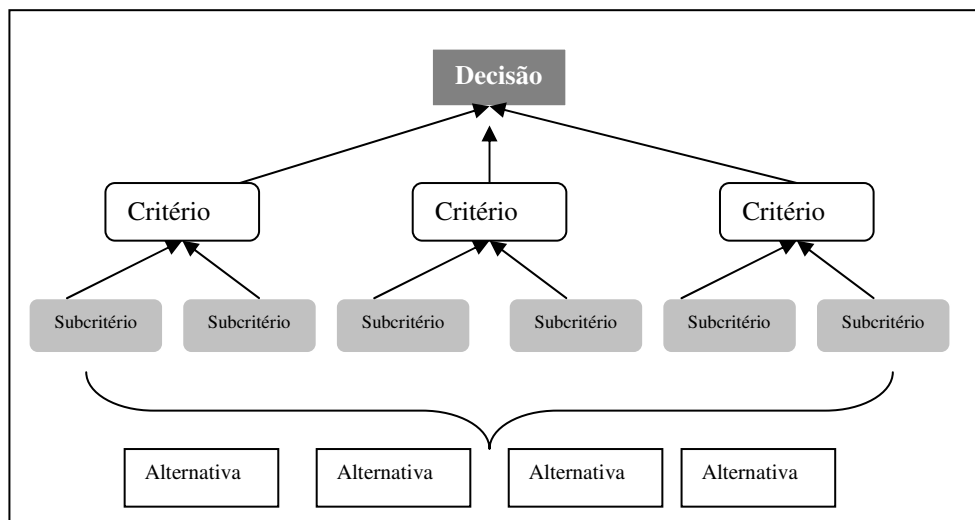 Decisão
Critério
Critério
Critério
Subcritério
Subcritério
Subcritério
Subcritério
Subcritério
Subcritério
Alternativa
Alternativa
Alternativa
Alternativa